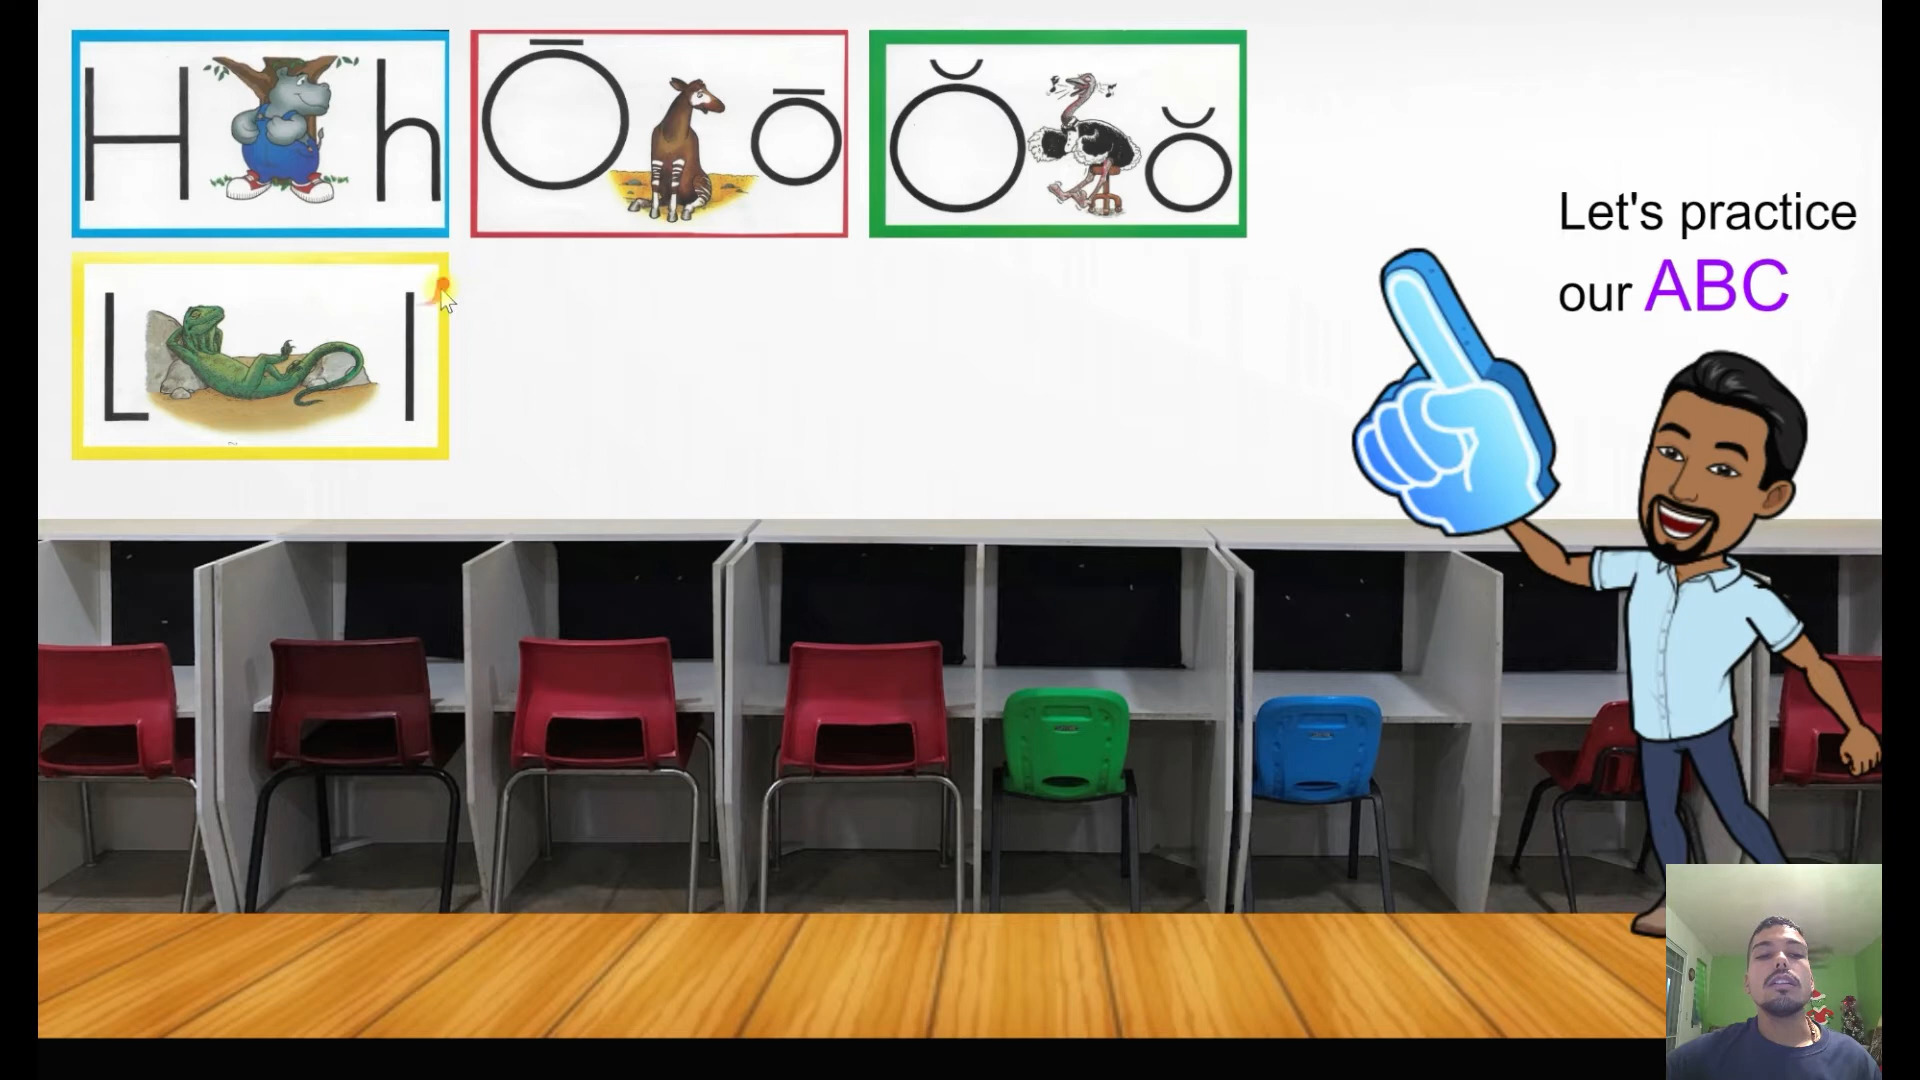 H h
Ō ō
Ŏ ŏ
L l
Let's practice
our ABC